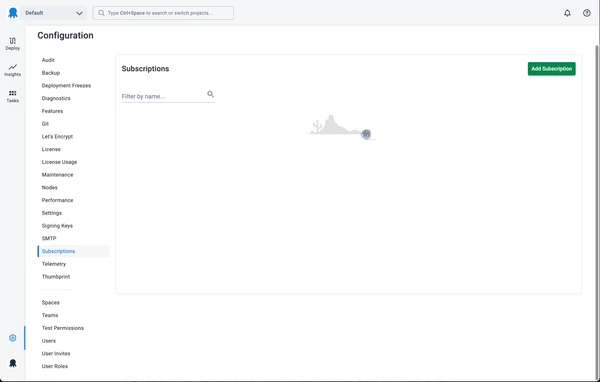 Default
Type Ctrl+Space to search or switch projects...
Deploy
Insights
Tasks
Configuration
Audit
Backup
Deployment Freezes
Diagnostics
Features
Git
Let's Encrypt
License
License Usage
Maintenance
Nodes
Performance
Settings
Signing Keys
SMTP
Subscriptions
Telemetry
Thumbprint
Spaces
Teams
Test Permissions
Users
User Invites
User Roles
Subscriptions
Add Subscription
Filter by name...